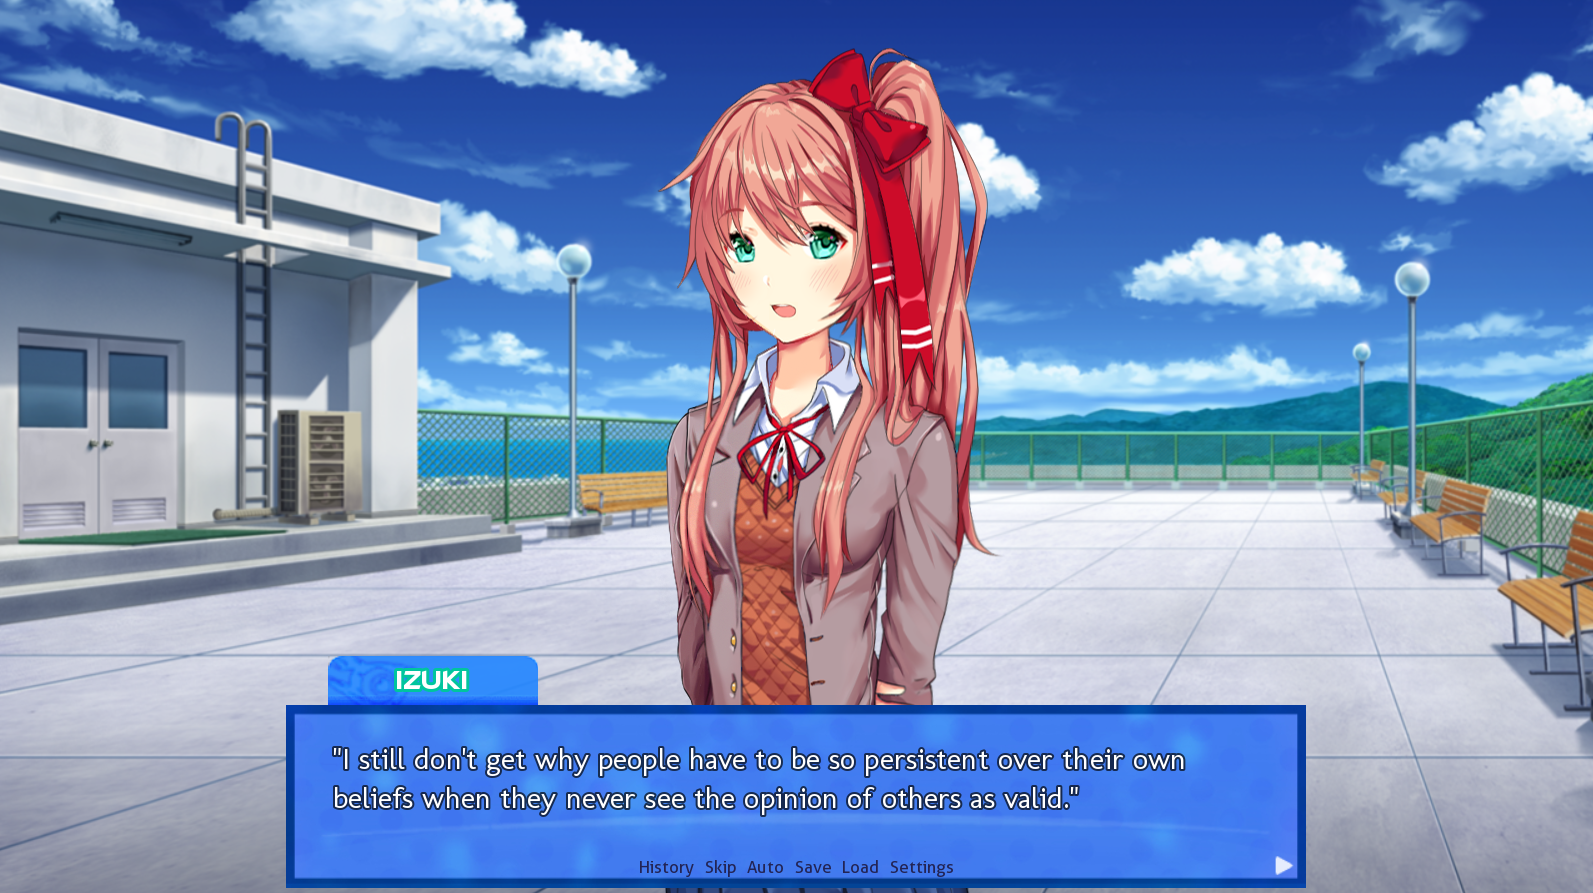 IZUKI
"I still don't get why people have to be so persistent over their own
beliefs when they never see the opinion of others as valid."
History Skip Auto Save Load Settings